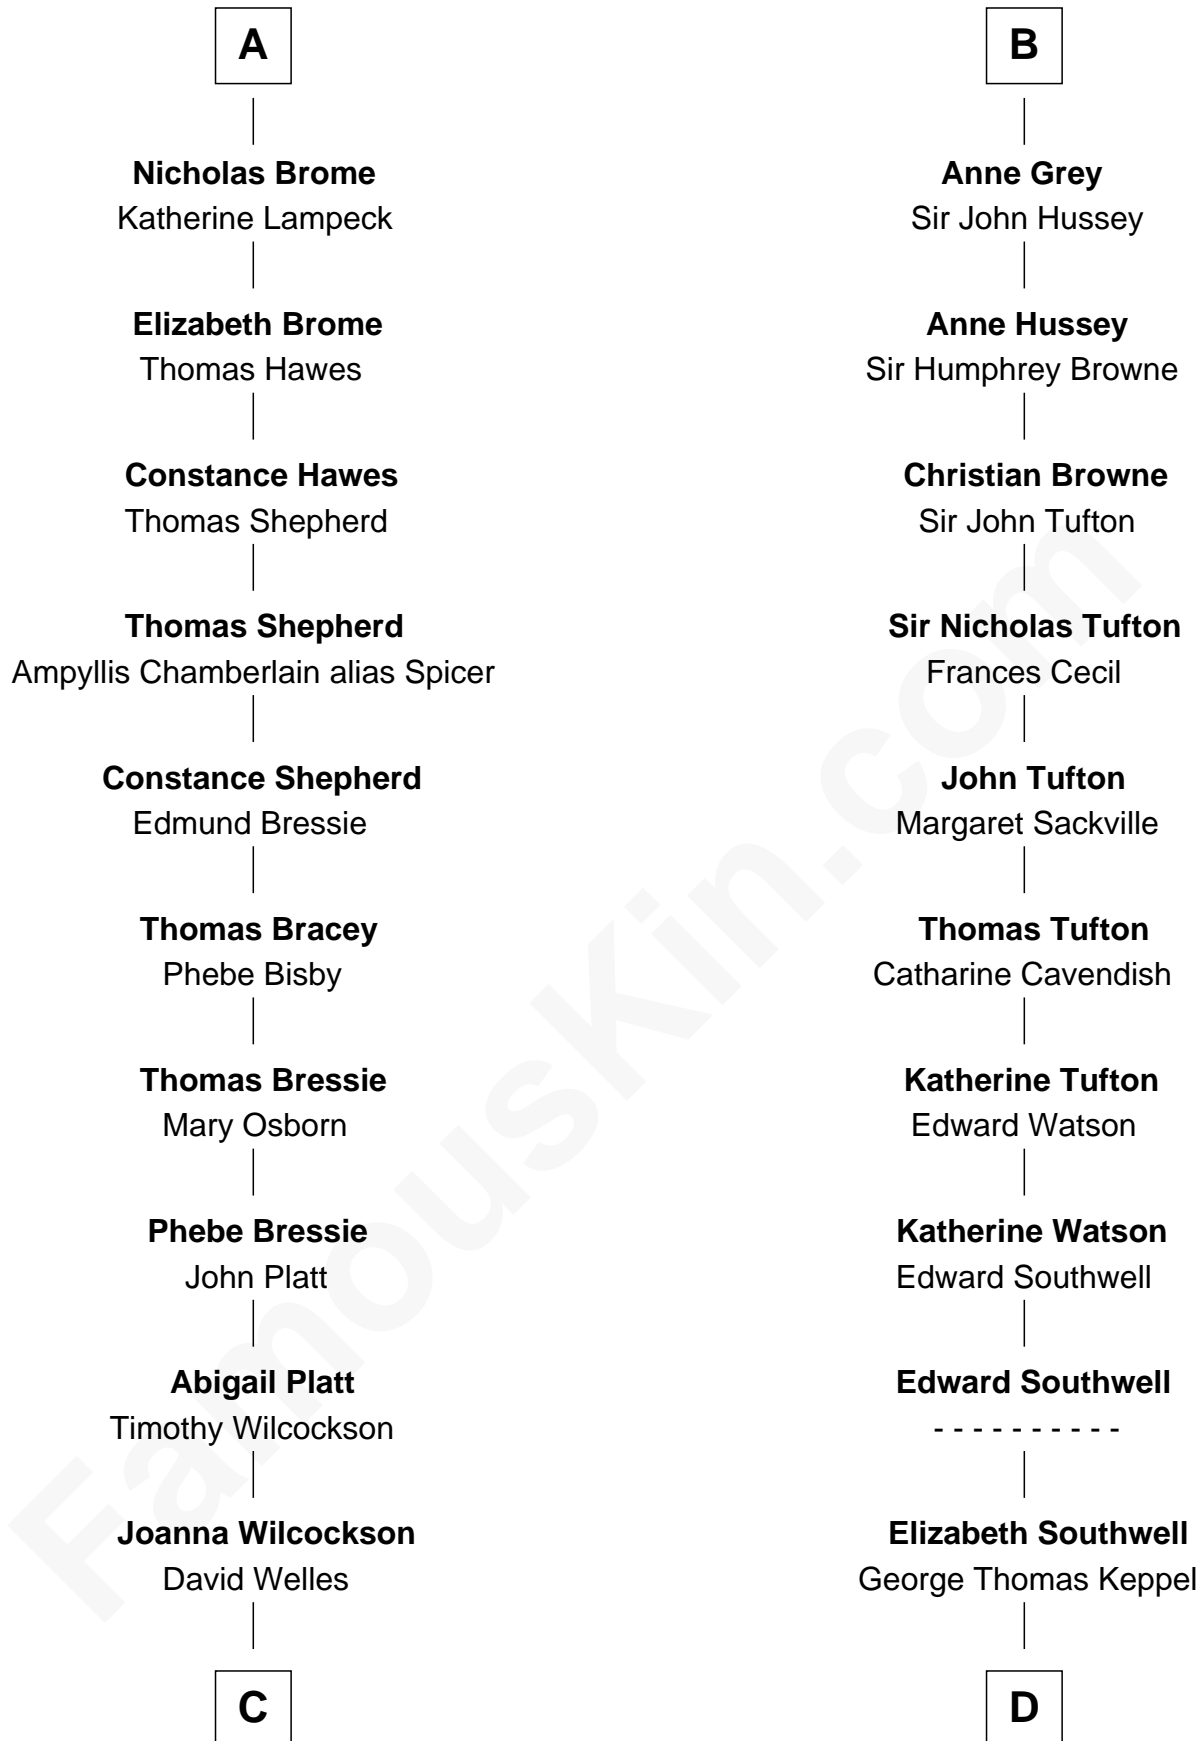 A
Nicholas Brome
Katherine Lampeck
Elizabeth Brome
Thomas Hawes
Constance Hawes
Thomas Shepherd
Thomas Shepherd
Ampyllis Chamberlain alias Spicer
Constance Shepherd
Edmund Bressie
Thomas Bracey
Phebe Bisby
Thomas Bressie
Mary Osborn
Phebe Bressie
John Platt
Abigail Platt
Timothy Wilcockson
Joanna Wilcockson
David Welles
C
B
Anne Grey
Sir John Hussey
Anne Hussey
Sir Humphrey Browne
Christian Browne
Sir John Tufton
Sir Nicholas Tufton
Frances Cecil
John Tufton
Margaret Sackville
Thomas Tufton
Catharine Cavendish
Katherine Tufton
Edward Watson
Katherine Watson
Edward Southwell
Edward Southwell
- - - - - - - - - -
Elizabeth Southwell
George Thomas Keppel
D
FamousKin.com